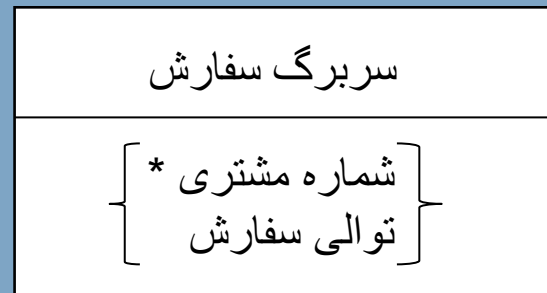 سربرگ سفارش
شماره مشتری *
توالی سفارش